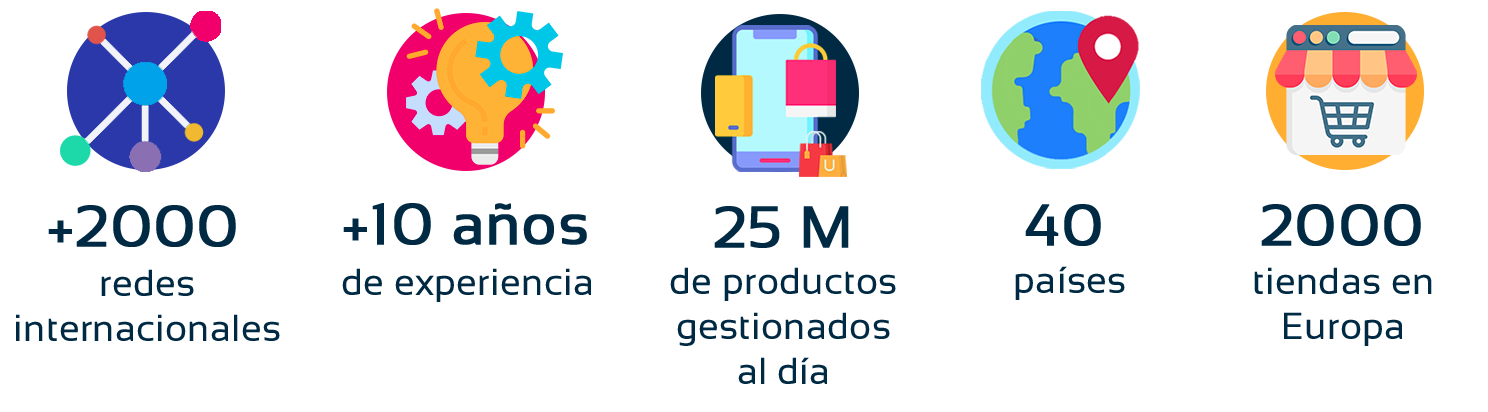 +2000
redes
internacionales
+10 años
de experiencia
25 M
de productos
gestionados
al día
40
países
2000
tiendas en
Europa